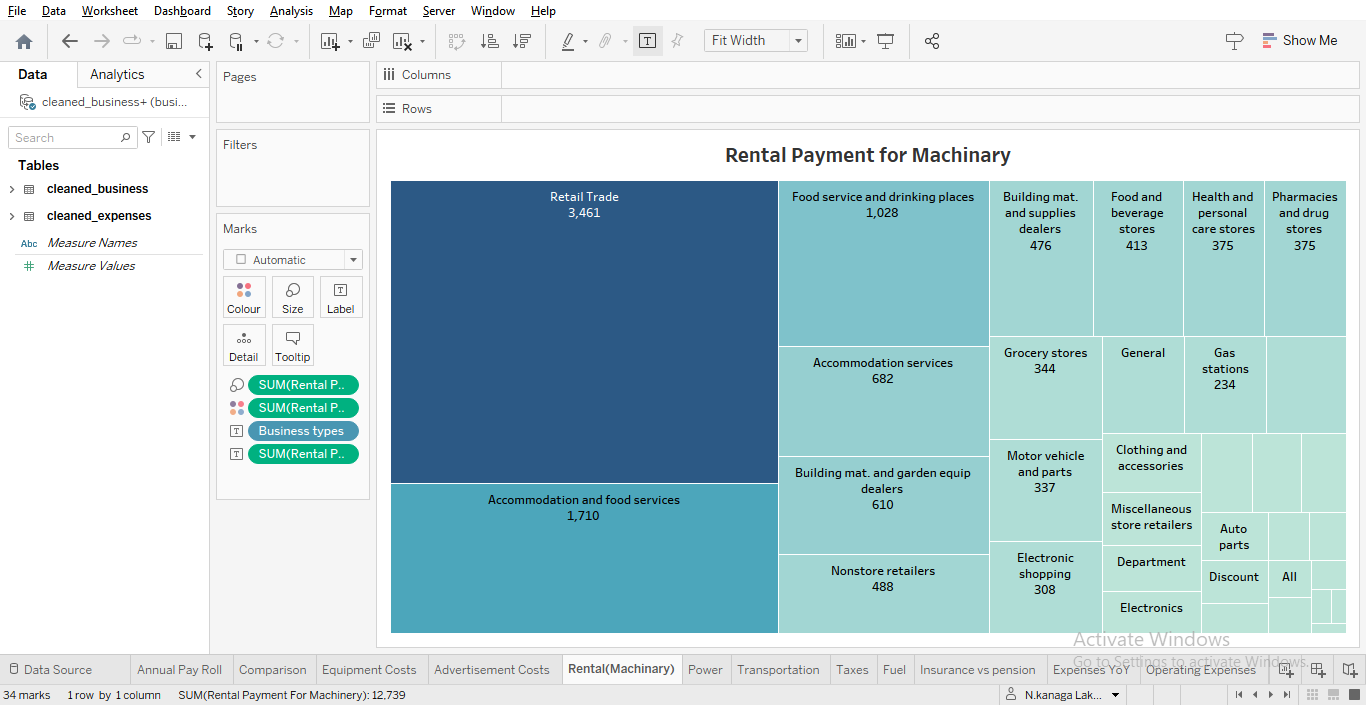 File Data Worksheet Dashboard Story Analysis Map Format Server Window Help
Fit Width
Show Me
Data Analytics
cleaned_business+ (busi...
Search
Tables
cleaned_business
cleaned_expenses
Abc Measure Names
Measure Values
Pages
Filters
Marks
Automatic
Colour Size Label
Detail Tooltip
SUM(Rental P..
SUM(Rental P..
Business types
SUM(Rental P..
Columns
Rows
Rental Payment for Machinary
Retail Trade
3,461
Accommodation and food services
1,710
Food service and drinking places
1,028
Accommodation services
682
Building mat. and garden equip
dealers
610
Nonstore retailers
488
Building mat.
and supplies
dealers
476
Food and
beverage
stores
413
Health and
personal
care stores
375
Pharmacies
and drug
stores
375
Grocery stores
344
General
Gas
stations
234
Motor vehicle
and parts
337
Electronic
shopping
308
Clothing and
accessories
Miscellaneous
store retailers
Department
Electronics
Auto
parts
Discount
All
Activate Windows
Go to Settings to activate Windows.
Data Source Annual Pay Roll Comparison Equipment Costs Advertisement Costs Rental(Machinary) Power Transportation Taxes Fuel Insurance vs pension Expenses YoY Operating Expenses
34 marks 1 row by 1 column SUM(Rental Payment For Machinery): 12,739
N.kanaga Lak...